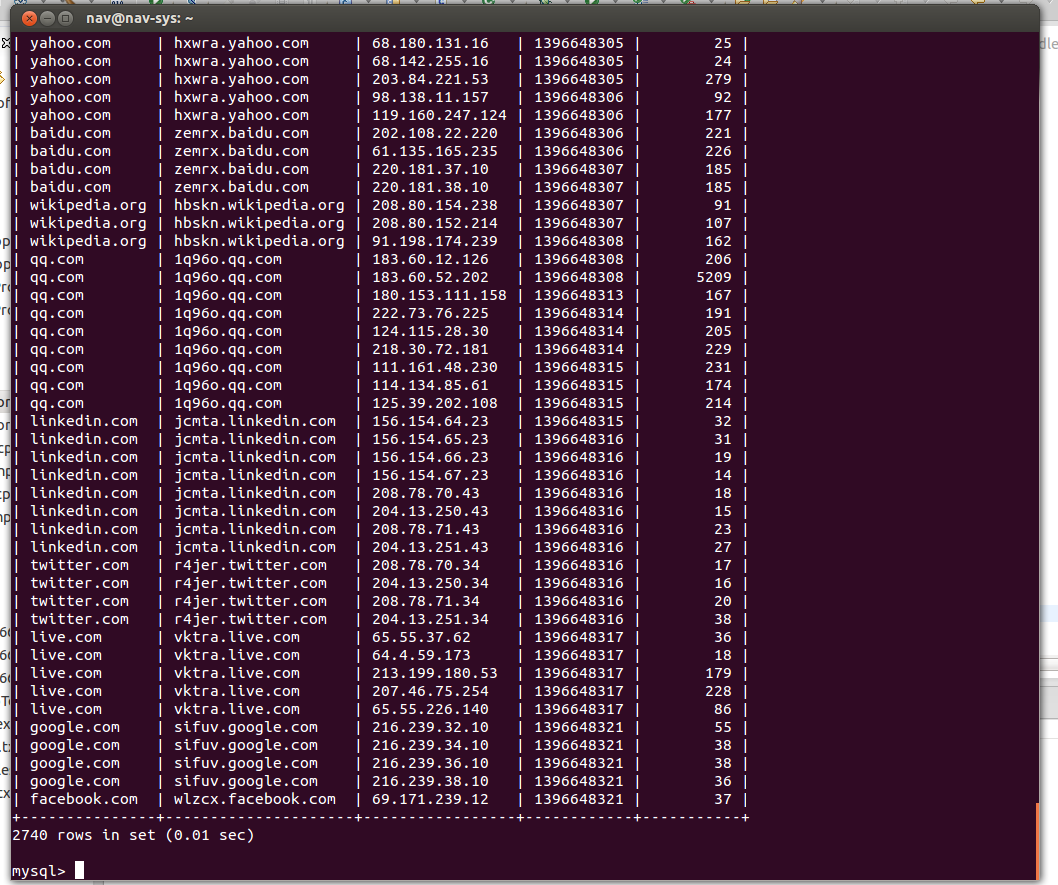 nav@nav-sys: ~
| yahoo.com | hxwra.yahoo.com | 68.180.131.16 | 1396648305 | 25 |
| yahoo.com | hxwra.yahoo.com | 68.142.255.16 | 1396648305 | 24 |
| yahoo.com | hxwra.yahoo.com | 203.84.221.53 | 1396648305 | 279 |
| yahoo.com | hxwra.yahoo.com | 98.138.11.157 | 1396648306 | 92 |
| yahoo.com | hxwra.yahoo.com | 119.160.247.124 | 1396648306 | 177 |
| baidu.com | zemrx.baidu.com | 202.108.22.220 | 1396648306 | 221 |
| baidu.com | zemrx.baidu.com | 61.135.165.235 | 1396648306 | 226 |
| baidu.com | zemrx.baidu.com | 220.181.37.10 | 1396648307 | 185 |
| baidu.com | zemrx.baidu.com | 220.181.38.10 | 1396648307 | 185 |
| wikipedia.org | hbskn.wikipedia.org | 208.80.154.238 | 1396648307 | 91 |
| wikipedia.org | hbskn.wikipedia.org | 208.80.152.214 | 1396648307 | 107 |
| wikipedia.org | hbskn.wikipedia.org | 91.198.174.239 | 1396648308 | 162 |
| qq.com | 1q96o.qq.com | 183.60.12.126 | 1396648308 | 206 |
| qq.com | 1q96o.qq.com | 183.60.52.202 | 1396648308 | 5209 |
| qq.com | 1q96o.qq.com | 180.153.111.158 | 1396648313 | 167 |
| qq.com | 1q96o.qq.com | 222.73.76.225 | 1396648314 | 191 |
| qq.com | 1q96o.qq.com | 124.115.28.30 | 1396648314 | 205 |
| qq.com | 1q96o.qq.com | 218.30.72.181 | 1396648314 | 229 |
| qq.com | 1q96o.qq.com | 111.161.48.230 | 1396648315 | 231 |
| qq.com | 1q96o.qq.com | 114.134.85.61 | 1396648315 | 174 |
| qq.com | 1q96o.qq.com | 125.39.202.108 | 1396648315 | 214 |
| linkedin.com | jcmta.linkedin.com | 156.154.64.23 | 1396648315 | 32 |
| linkedin.com | jcmta.linkedin.com | 156.154.65.23 | 1396648316 | 31 |
| linkedin.com | jcmta.linkedin.com | 156.154.66.23 | 1396648316 | 19 |
| linkedin.com | jcmta.linkedin.com | 156.154.67.23 | 1396648316 | 14 |
| linkedin.com | jcmta.linkedin.com | 208.78.70.43 | 1396648316 | 18 |
| linkedin.com | jcmta.linkedin.com | 204.13.250.43 | 1396648316 | 15 |
| linkedin.com | jcmta.linkedin.com | 208.78.71.43 | 1396648316 | 23 |
| linkedin.com | jcmta.linkedin.com | 204.13.251.43 | 1396648316 | 27 |
| twitter.com | r4jer.twitter.com | 208.78.70.34 | 1396648316 | 17 |
| twitter.com | r4jer.twitter.com | 204.13.250.34 | 1396648316 | 16 |
| twitter.com | r4jer.twitter.com | 208.78.71.34 | 1396648316 | 20 |
| twitter.com | r4jer.twitter.com | 204.13.251.34 | 1396648316 | 38 |
| live.com | vktra.live.com | 65.55.37.62 | 1396648317 | 36 |
| live.com | vktra.live.com | 64.4.59.173 | 1396648317 | 18 |
| live.com | vktra.live.com | 213.199.180.53 | 1396648317 | 179 |
| live.com | vktra.live.com | 207.46.75.254 | 1396648317 | 228 |
| live.com | vktra.live.com | 65.55.226.140 | 1396648317 | 86 |
| google.com | sifuv.google.com | 216.239.32.10 | 1396648321 | 55 |
| google.com | sifuv.google.com | 216.239.34.10 | 1396648321 | 38 |
| google.com | sifuv.google.com | 216.239.36.10 | 1396648321 | 38 |
| google.com | sifuv.google.com | 216.239.38.10 | 1396648321 | 36 |
| facebook.com | wlzcx.facebook.com | 69.171.239.12 | 1396648321 | 37 |
+---------------+---------------------+-----------------+------------+-----------+
2740 rows in set (0.01 sec)
mysql>